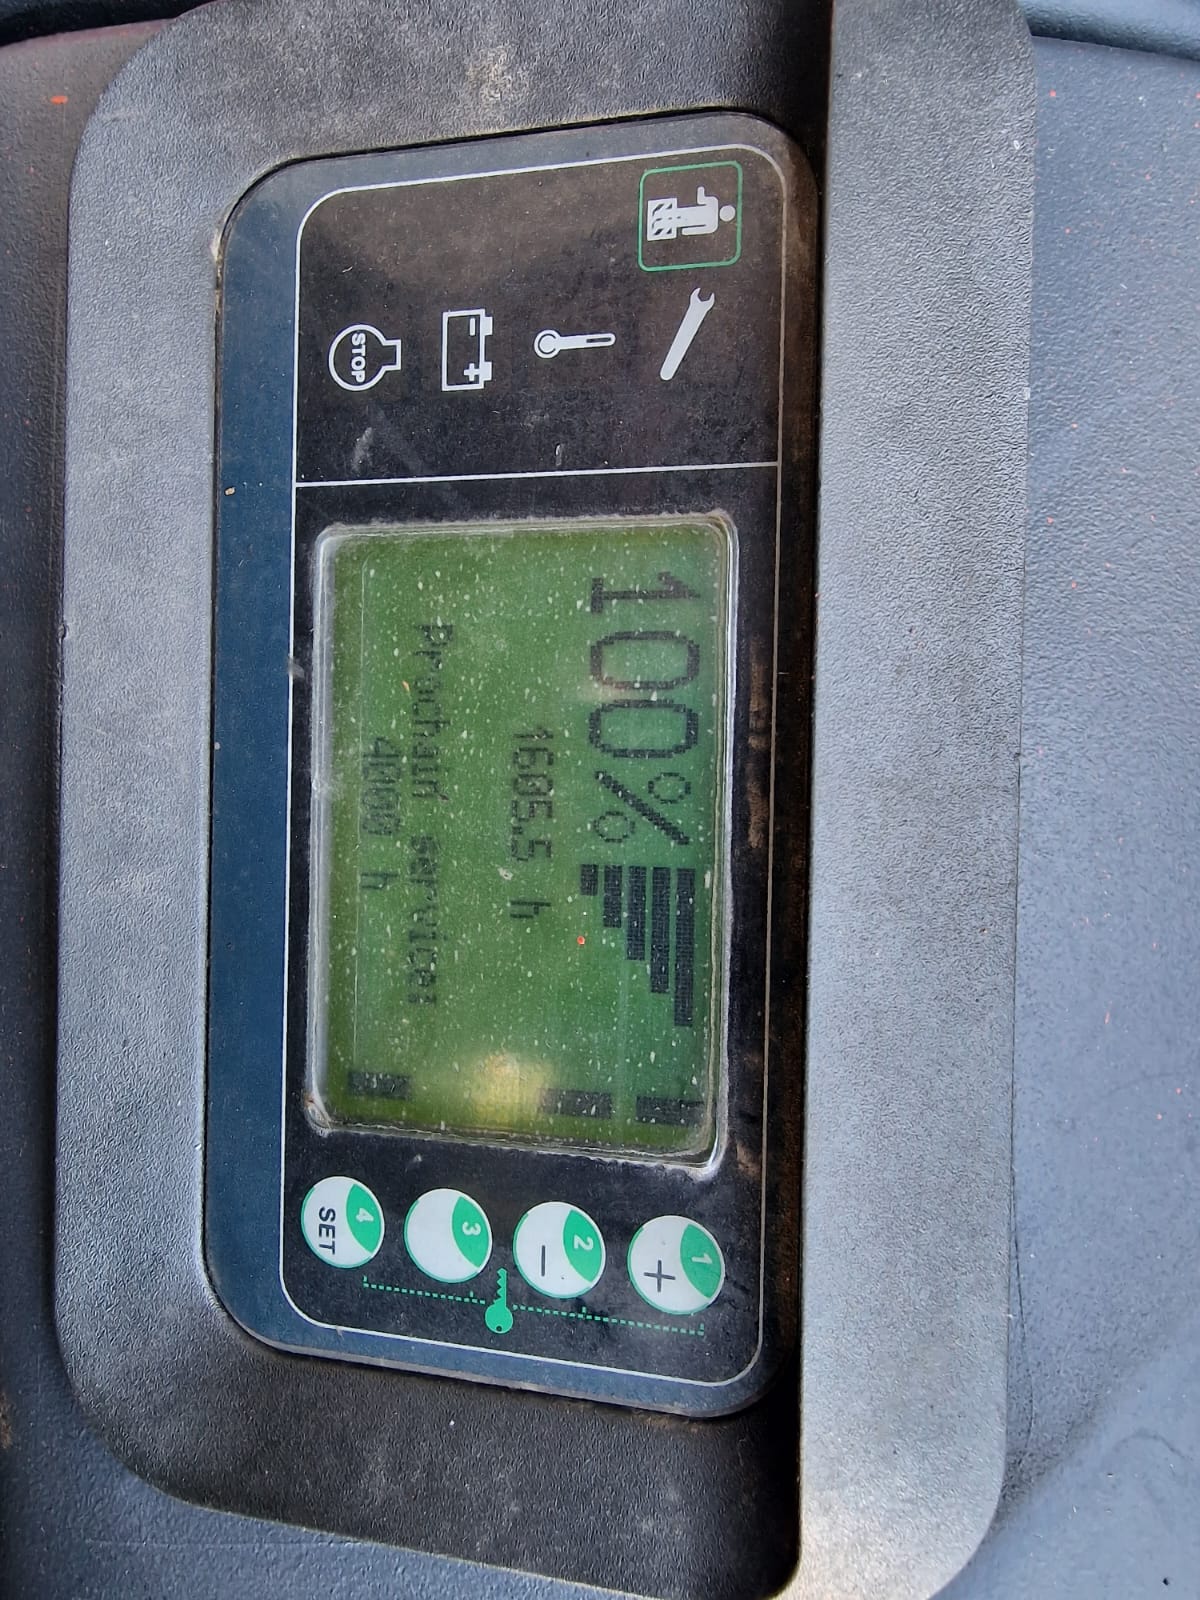 STOP
100%
1605.5 h
Prochain service:
4000 h
1
+
2
−
3
4
SET